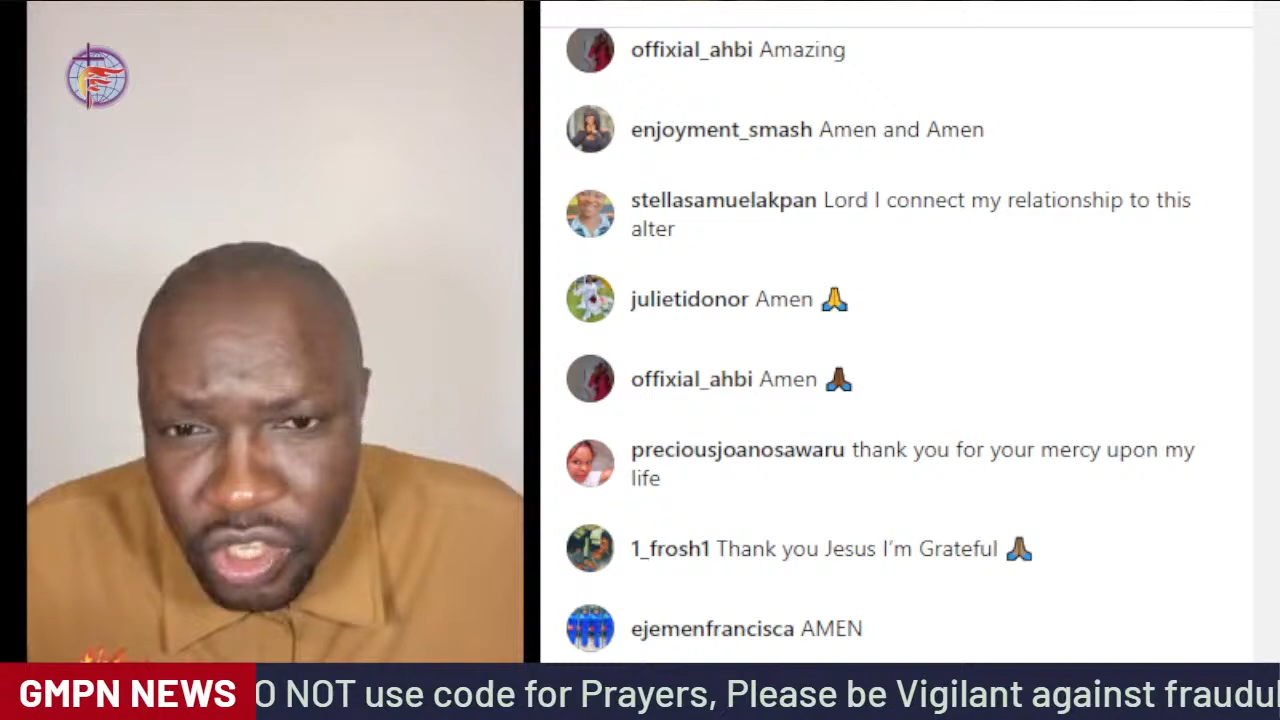 offixial_ahbi Amazing
enjoyment_smash Amen and Amen
stellasamuelakpan Lord I connect my relationship to this
alter
julietidonor Amen 🙏
offixial_ahbi Amen 🙏🏿
preciousjoanosawaru thank you for your mercy upon my
life
1_frosh1 Thank you Jesus I'm Grateful 🙏🏾
ejemenfrancisca AMEN
GMPN NEWS O NOT use code for Prayers, Please be Vigilant against fraudul